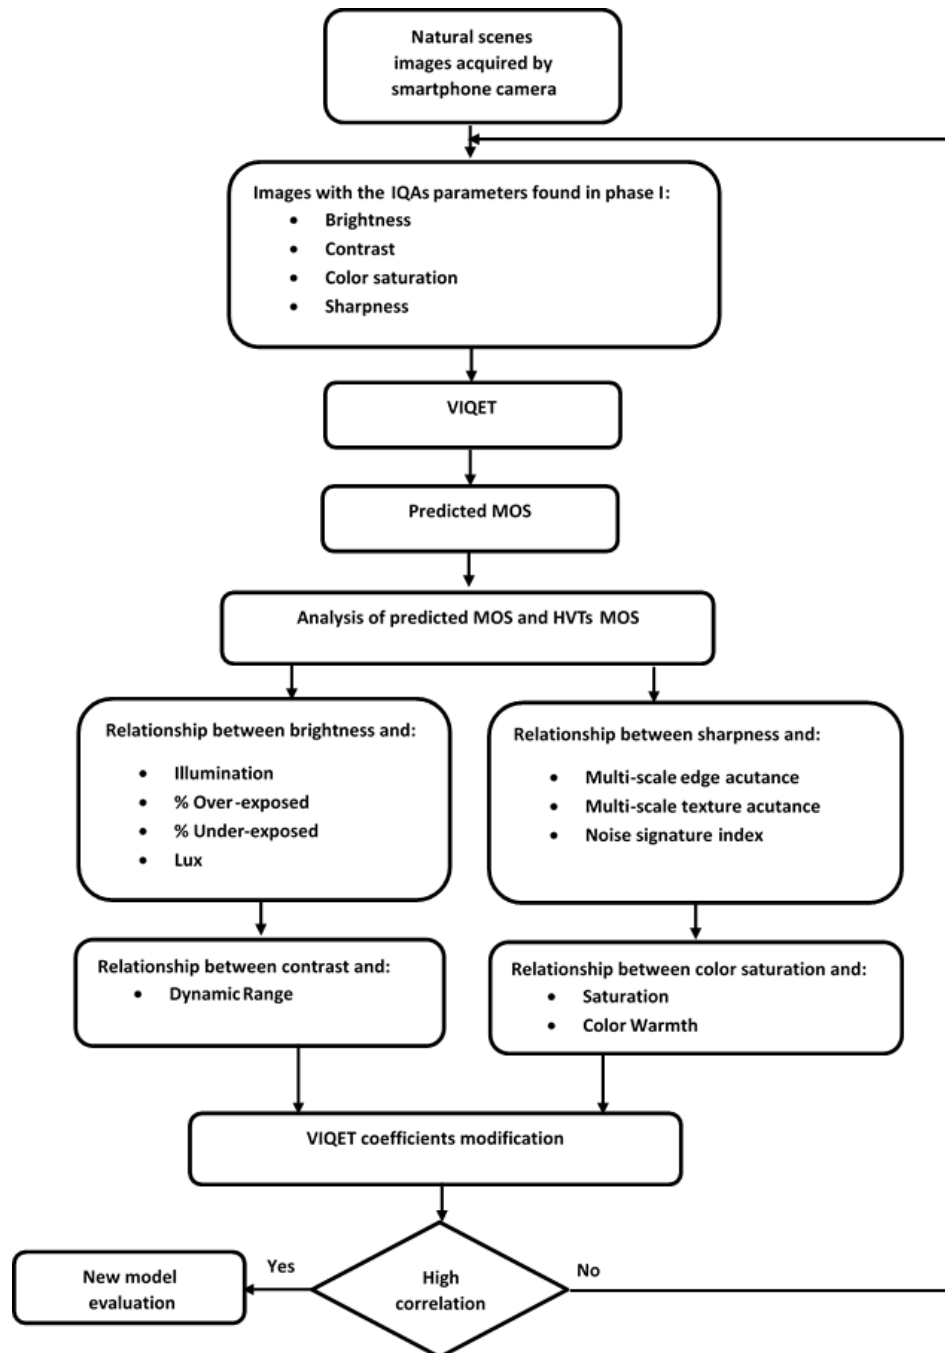 Natural scenes
images acquired by
smartphone camera
Images with the IQAs parameters found in phase I:
• Brightness
• Contrast
• Color saturation
• Sharpness
VIQET
Predicted MOS
Analysis of predicted MOS and HVTs MOS
Relationship between brightness and:
• Illumination
• % Over-exposed
• % Under-exposed
• Lux
Relationship between sharpness and:
• Multi-scale edge acutance
• Multi-scale texture acutance
• Noise signature index
Relationship between contrast and:
• Dynamic Range
Relationship between color saturation and:
• Saturation
• Color Warmth
VIQET coefficients modification
Yes
New model
evaluation
High
correlation
No